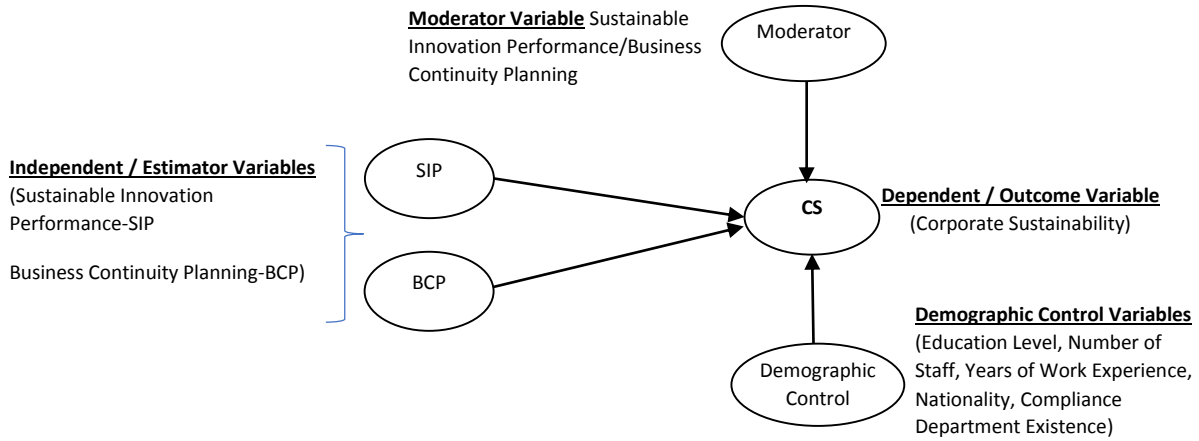 Moderator Variable Sustainable
Innovation Performance/Business
Continuity Planning
Moderator
Independent / Estimator Variables
(Sustainable Innovation
Performance-SIP
Business Continuity Planning-BCP)
SIP
BCP
CS
Dependent / Outcome Variable
(Corporate Sustainability)
Demographic
Control
Demographic Control Variables
(Education Level, Number of
Staff, Years of Work Experience,
Nationality, Compliance
Department Existence)